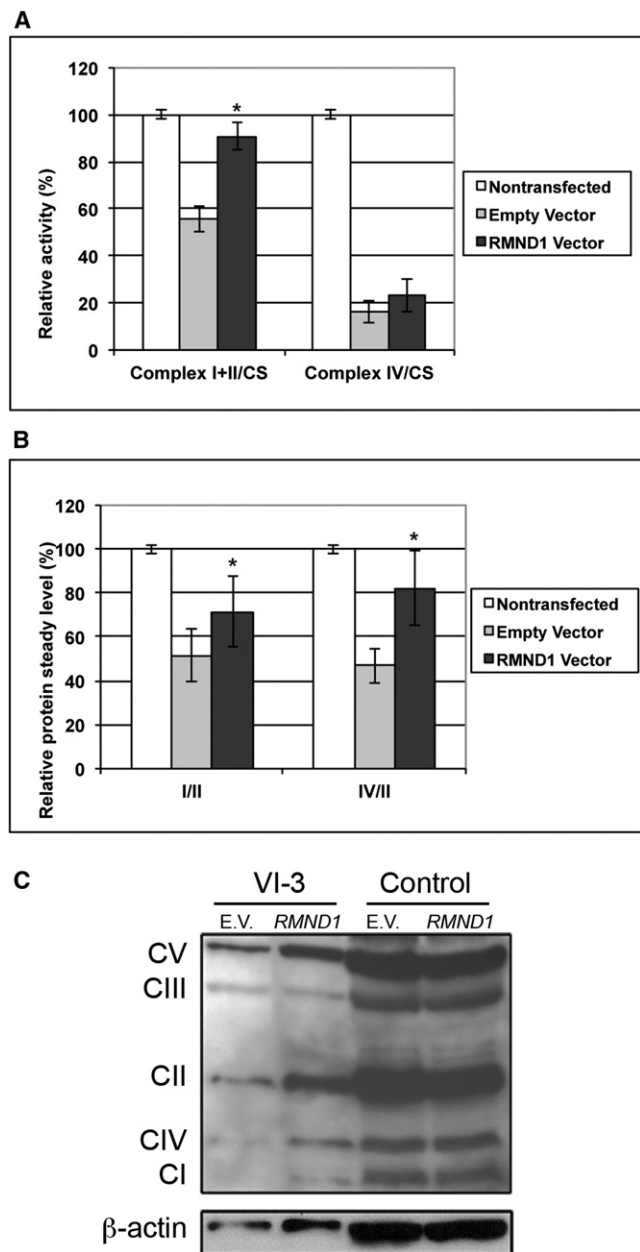 A
Relative activity (%)
120
100
80
60
40
20
0
*
Complex I+II/CS
Complex IV/CS
Nontransfected
Empty Vector
RMND1 Vector
B
Relative protein steady level (%)
120
100
80
60
40
20
0
*
*
I/II
IV/II
Nontransfected
Empty Vector
RMND1 Vector
C
VI-3 Control
E.V. RMND1 E.V. RMND1
CV
CIII
CII
CIV
CI
β-actin